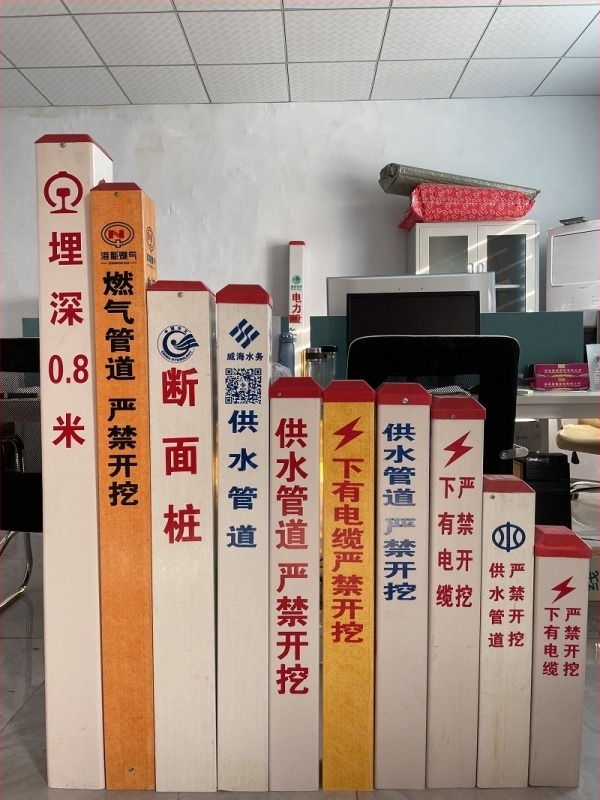 埋深0.8米
浩能燃气
燃气管道 严禁开挖
断面桩
威海水务
供水管道
供水管道 严禁开挖
下有电缆严禁开挖
供水管道 严禁开挖
严禁开挖
下有电缆
严禁开挖
供水管道
严禁开挖
下有电缆
电力